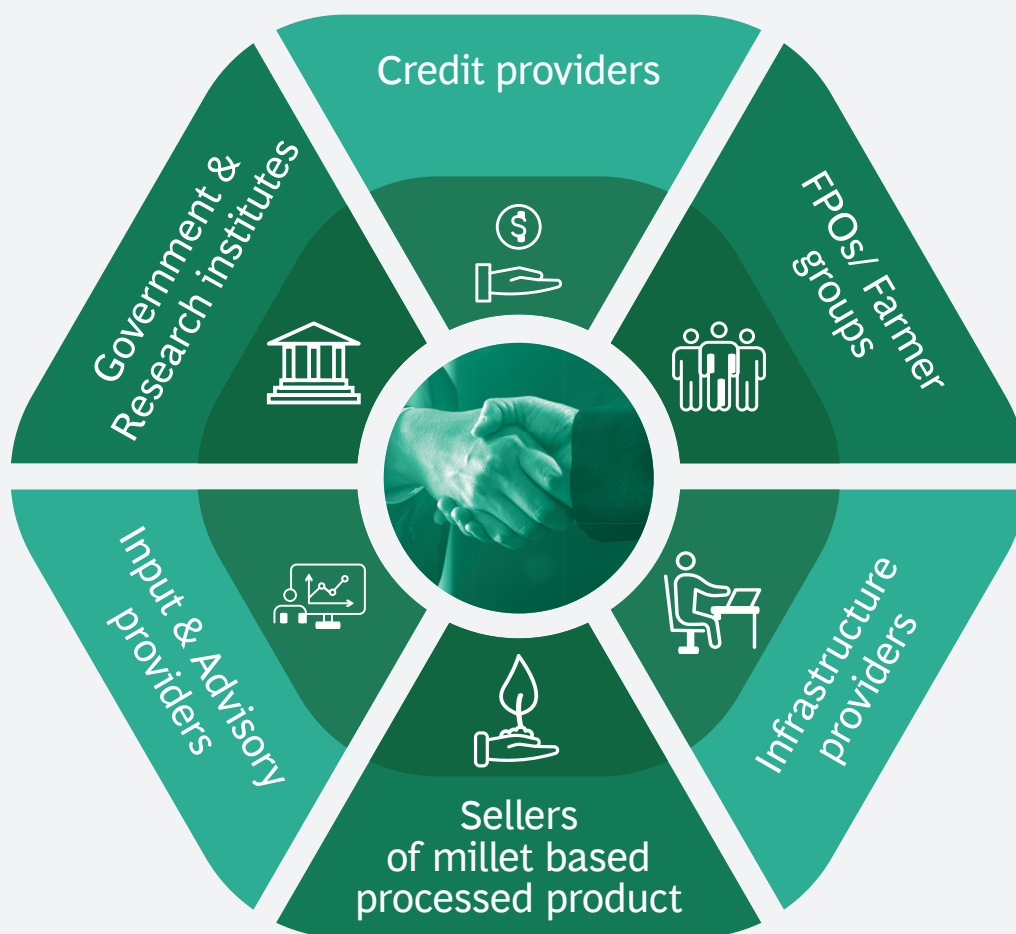 Credit providers
FPOs/ Farmer
groups
Infrastructure
providers
Sellers
of millet based
processed product
Input & Advisory
providers
Government &
Research institutes
$